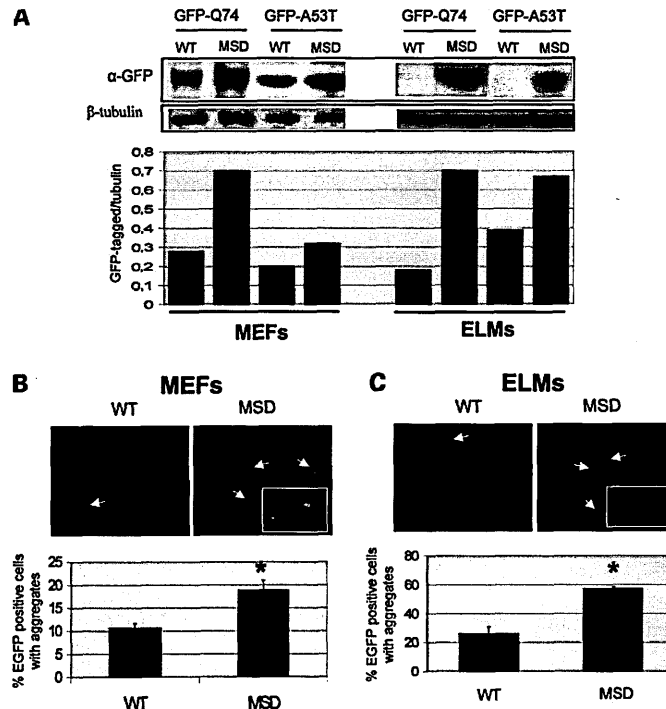 A
GFP-Q74 GFP-A53T GFP-Q74 GFP-A53T
WT MSD WT MSD WT MSD WT MSD
α-GFP
β-tubulin
GFP-tagged/tubulin
0,8
0,7
0,6
0,5
0,4
0,3
0,2
0,1
0
MEFs ELMs
B MEFs
WT MSD
% EGFP positive cells
with aggregates
25
20
15
10
5
0
*
WT MSD
C ELMs
WT MSD
% EGFP positive cells
with aggregates
80
60
40
20
0
*
WT MSD